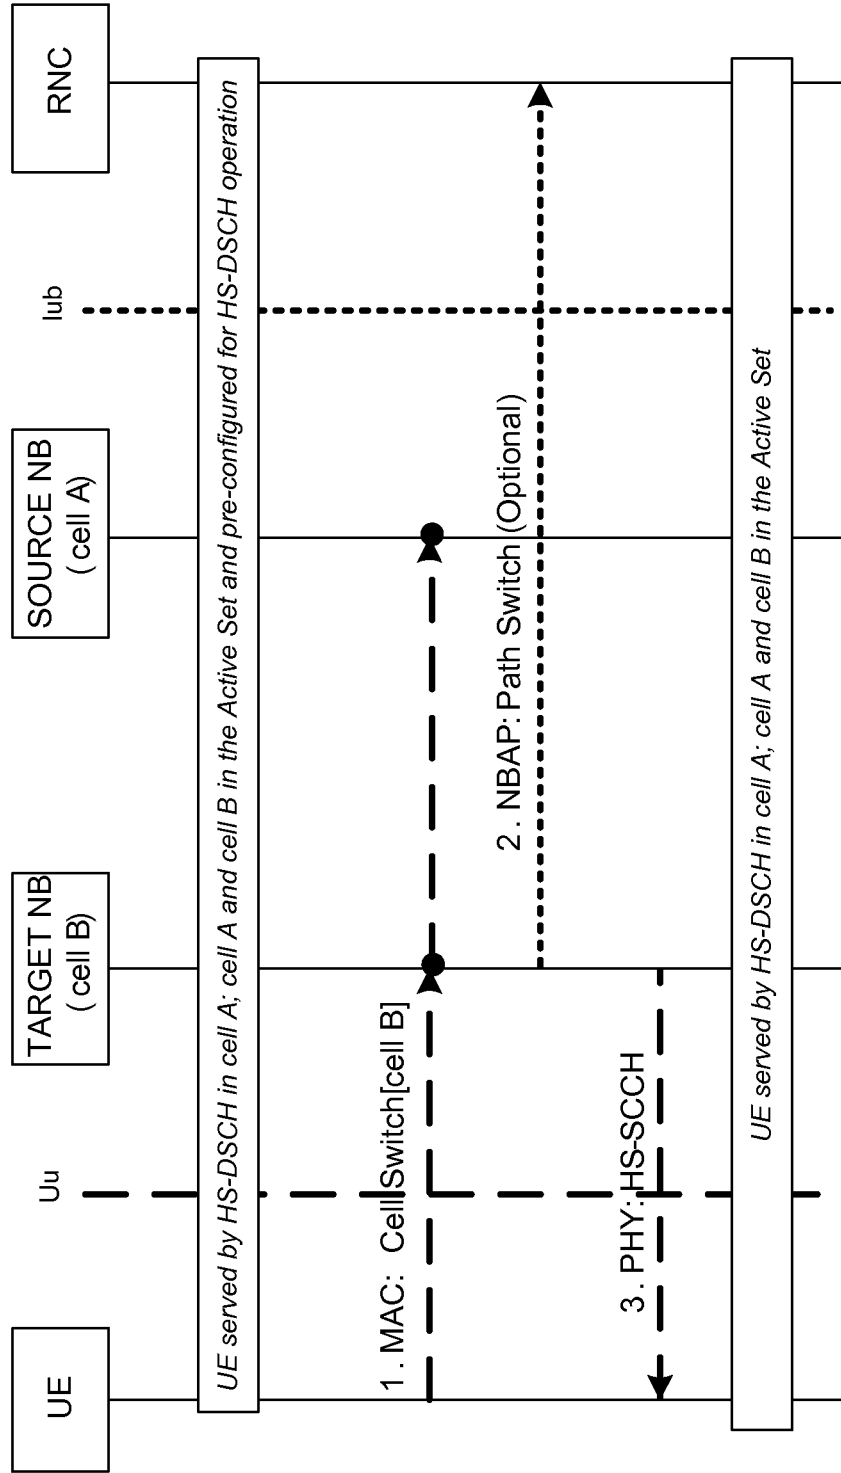 UE
Uu
TARGET NB
( cell B)
SOURCE NB
( cell A)
Iub
RNC
UE served by HS-DSCH in cell A; cell A and cell B in the Active Set and pre-configured for HS-DSCH operation
1. MAC: Cell Switch[cell B]
2. NBAP: Path Switch (Optional)
3. PHY: HS-SCCH
UE served by HS-DSCH in cell A; cell A and cell B in the Active Set